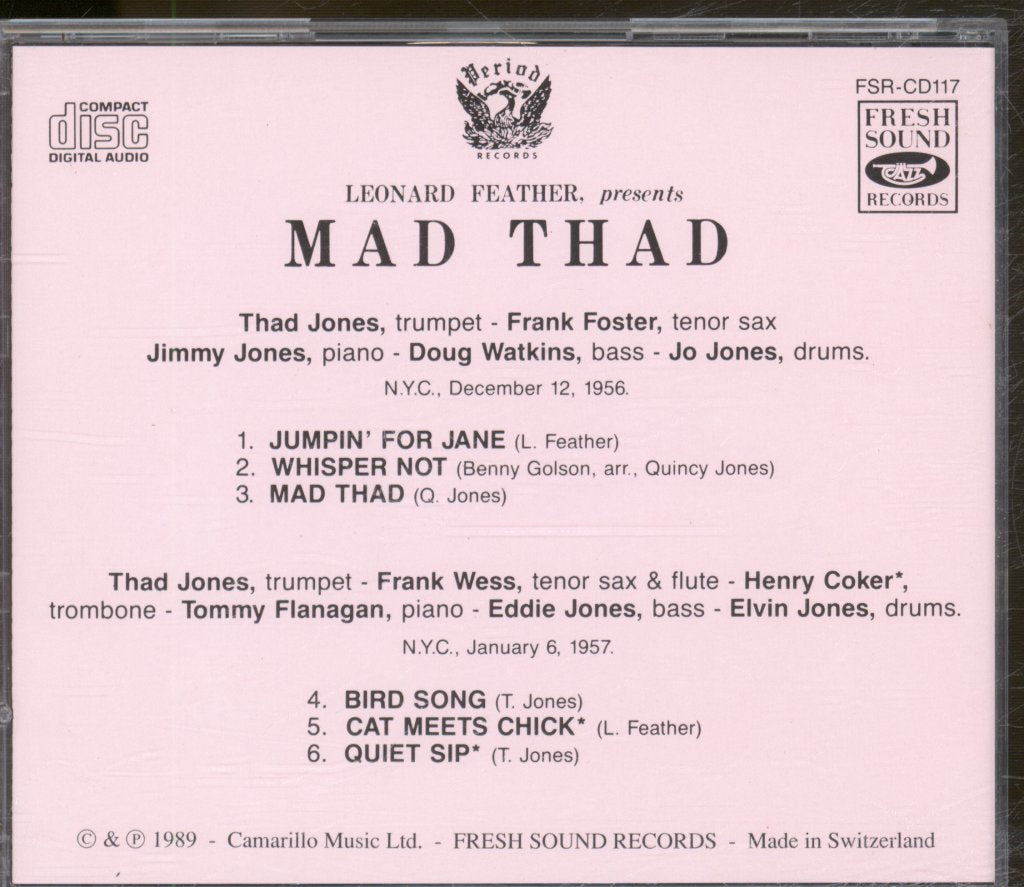 Period
RECORDS
COMPACT
disc
DIGITAL AUDIO
FSR-CD117
FRESH
SOUND
JAZZ
RECORDS
LEONARD FEATHER, presents
MAD THAD
Thad Jones, trumpet - Frank Foster, tenor sax
Jimmy Jones, piano - Doug Watkins, bass - Jo Jones, drums.
N.Y.C., December 12, 1956.
1. JUMPIN' FOR JANE (L. Feather)
2. WHISPER NOT (Benny Golson, arr., Quincy Jones)
3. MAD THAD (Q. Jones)
Thad Jones, trumpet - Frank Wess, tenor sax & flute - Henry Coker*,
trombone - Tommy Flanagan, piano - Eddie Jones, bass - Elvin Jones, drums.
N.Y.C., January 6, 1957.
4. BIRD SONG (T. Jones)
5. CAT MEETS CHICK* (L. Feather)
6. QUIET SIP* (T. Jones)
© & ℗ 1989 - Camarillo Music Ltd. - FRESH SOUND RECORDS - Made in Switzerland